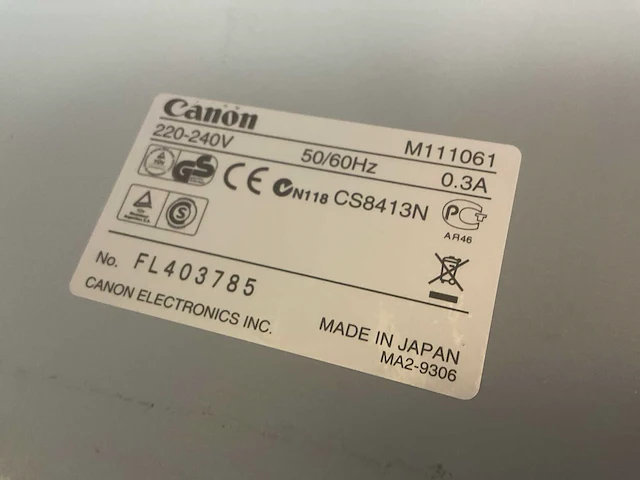 Canon
M111061
220-240V 50/60Hz 0.3A
GS CE N118 CS8413N
АЯ46
No. FL403785
CANON ELECTRONICS INC.
MADE IN JAPAN
MA2-9306